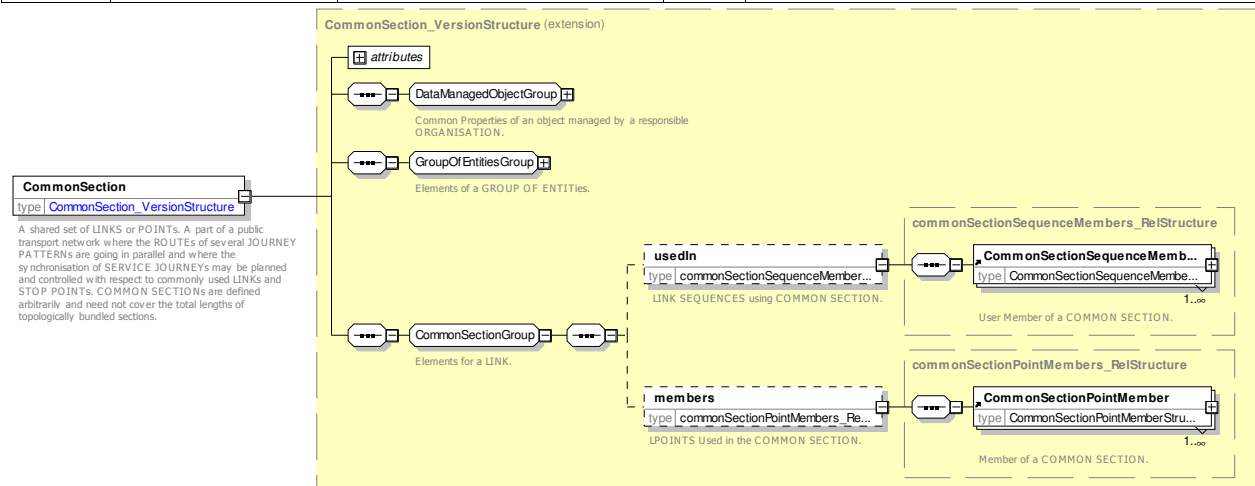 CommonSection_VersionStructure (extension)
attributes
DataManagedObjectGroup
Common Properties of an object managed by a responsible
ORGANISATION.
GroupOfEntitiesGroup
Elements of a GROUP OF ENTITies.
CommonSection
type CommonSection_VersionStructure
A shared set of LINKS or POINTs. A part of a public
transport network where the ROUTEs of several JOURNEY
PATTERNs are going in parallel and where the
synchronisation of SERVICE JOURNEYs may be planned
and controlled with respect to commonly used LINKs and
STOP POINTs. COMMON SECTIONs are defined
arbitrarily and need not cover the total lengths of
topologically bundled sections.
commonSectionSequenceMembers_RelStructure
usedIn
type commonSectionSequenceMember...
LINK SEQUENCES using COMMON SECTION.
CommonSectionSequenceMemb...
type CommonSectionSequenceMembe...
1..∞
User Member of a COMMON SECTION.
CommonSectionGroup
Elements for a LINK.
commonSectionPointMembers_RelStructure
members
type commonSectionPointMembers_Re...
LPOINTS Used in the COMMON SECTION.
CommonSectionPointMember
type CommonSectionPointMemberStru...
1..∞
Member of a COMMON SECTION.